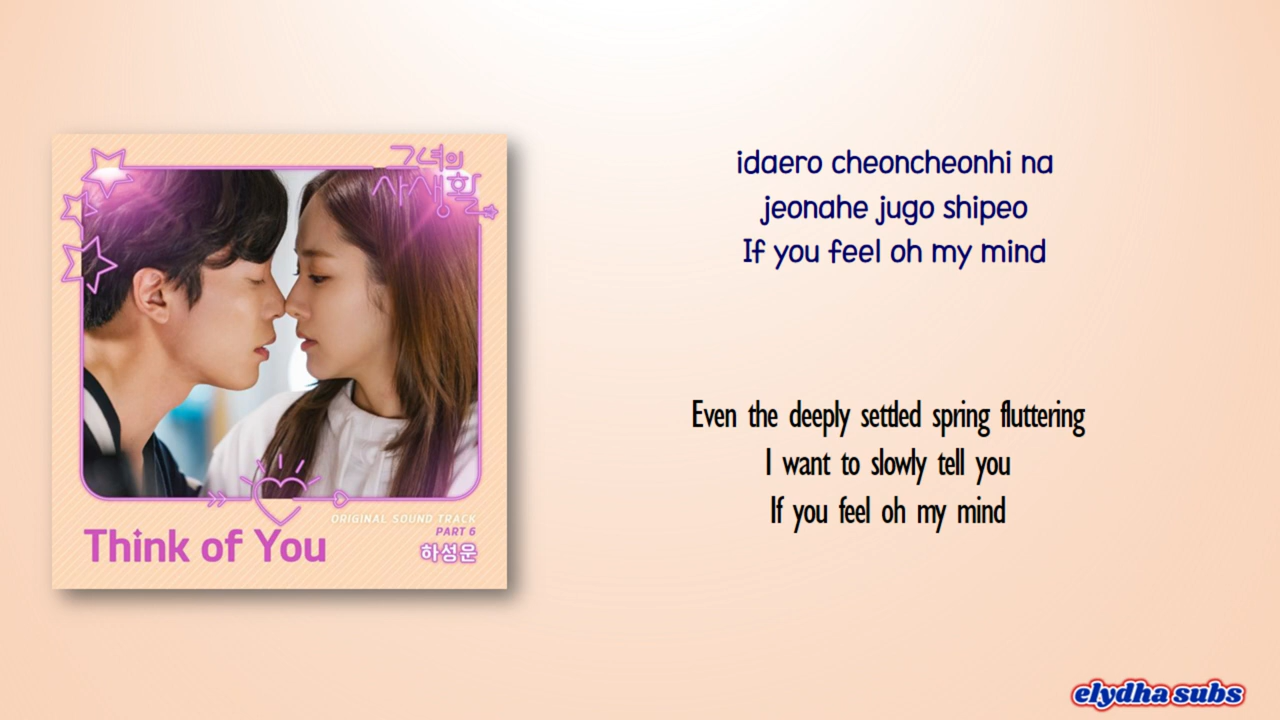 그녀의
사생활
ORIGINAL SOUND TRACK
PART 6
Think of You
하성운
idaero cheoncheonhi na
jeonahe jugo shipeo
If you feel oh my mind
Even the deeply settled spring fluttering
I want to slowly tell you
If you feel oh my mind
elydha subs